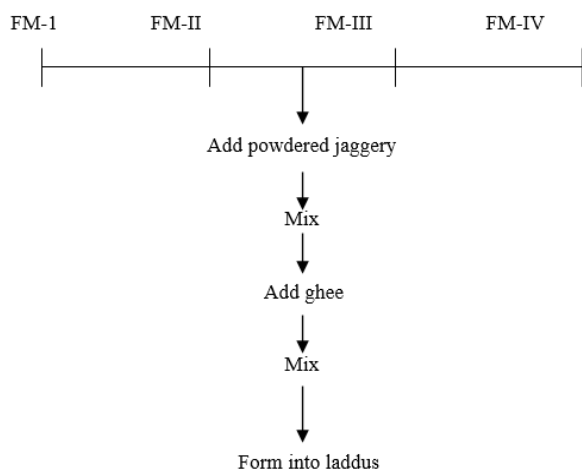 FM-1 FM-II FM-III FM-IV
Add powdered jaggery
Mix
Add ghee
Mix
Form into laddus